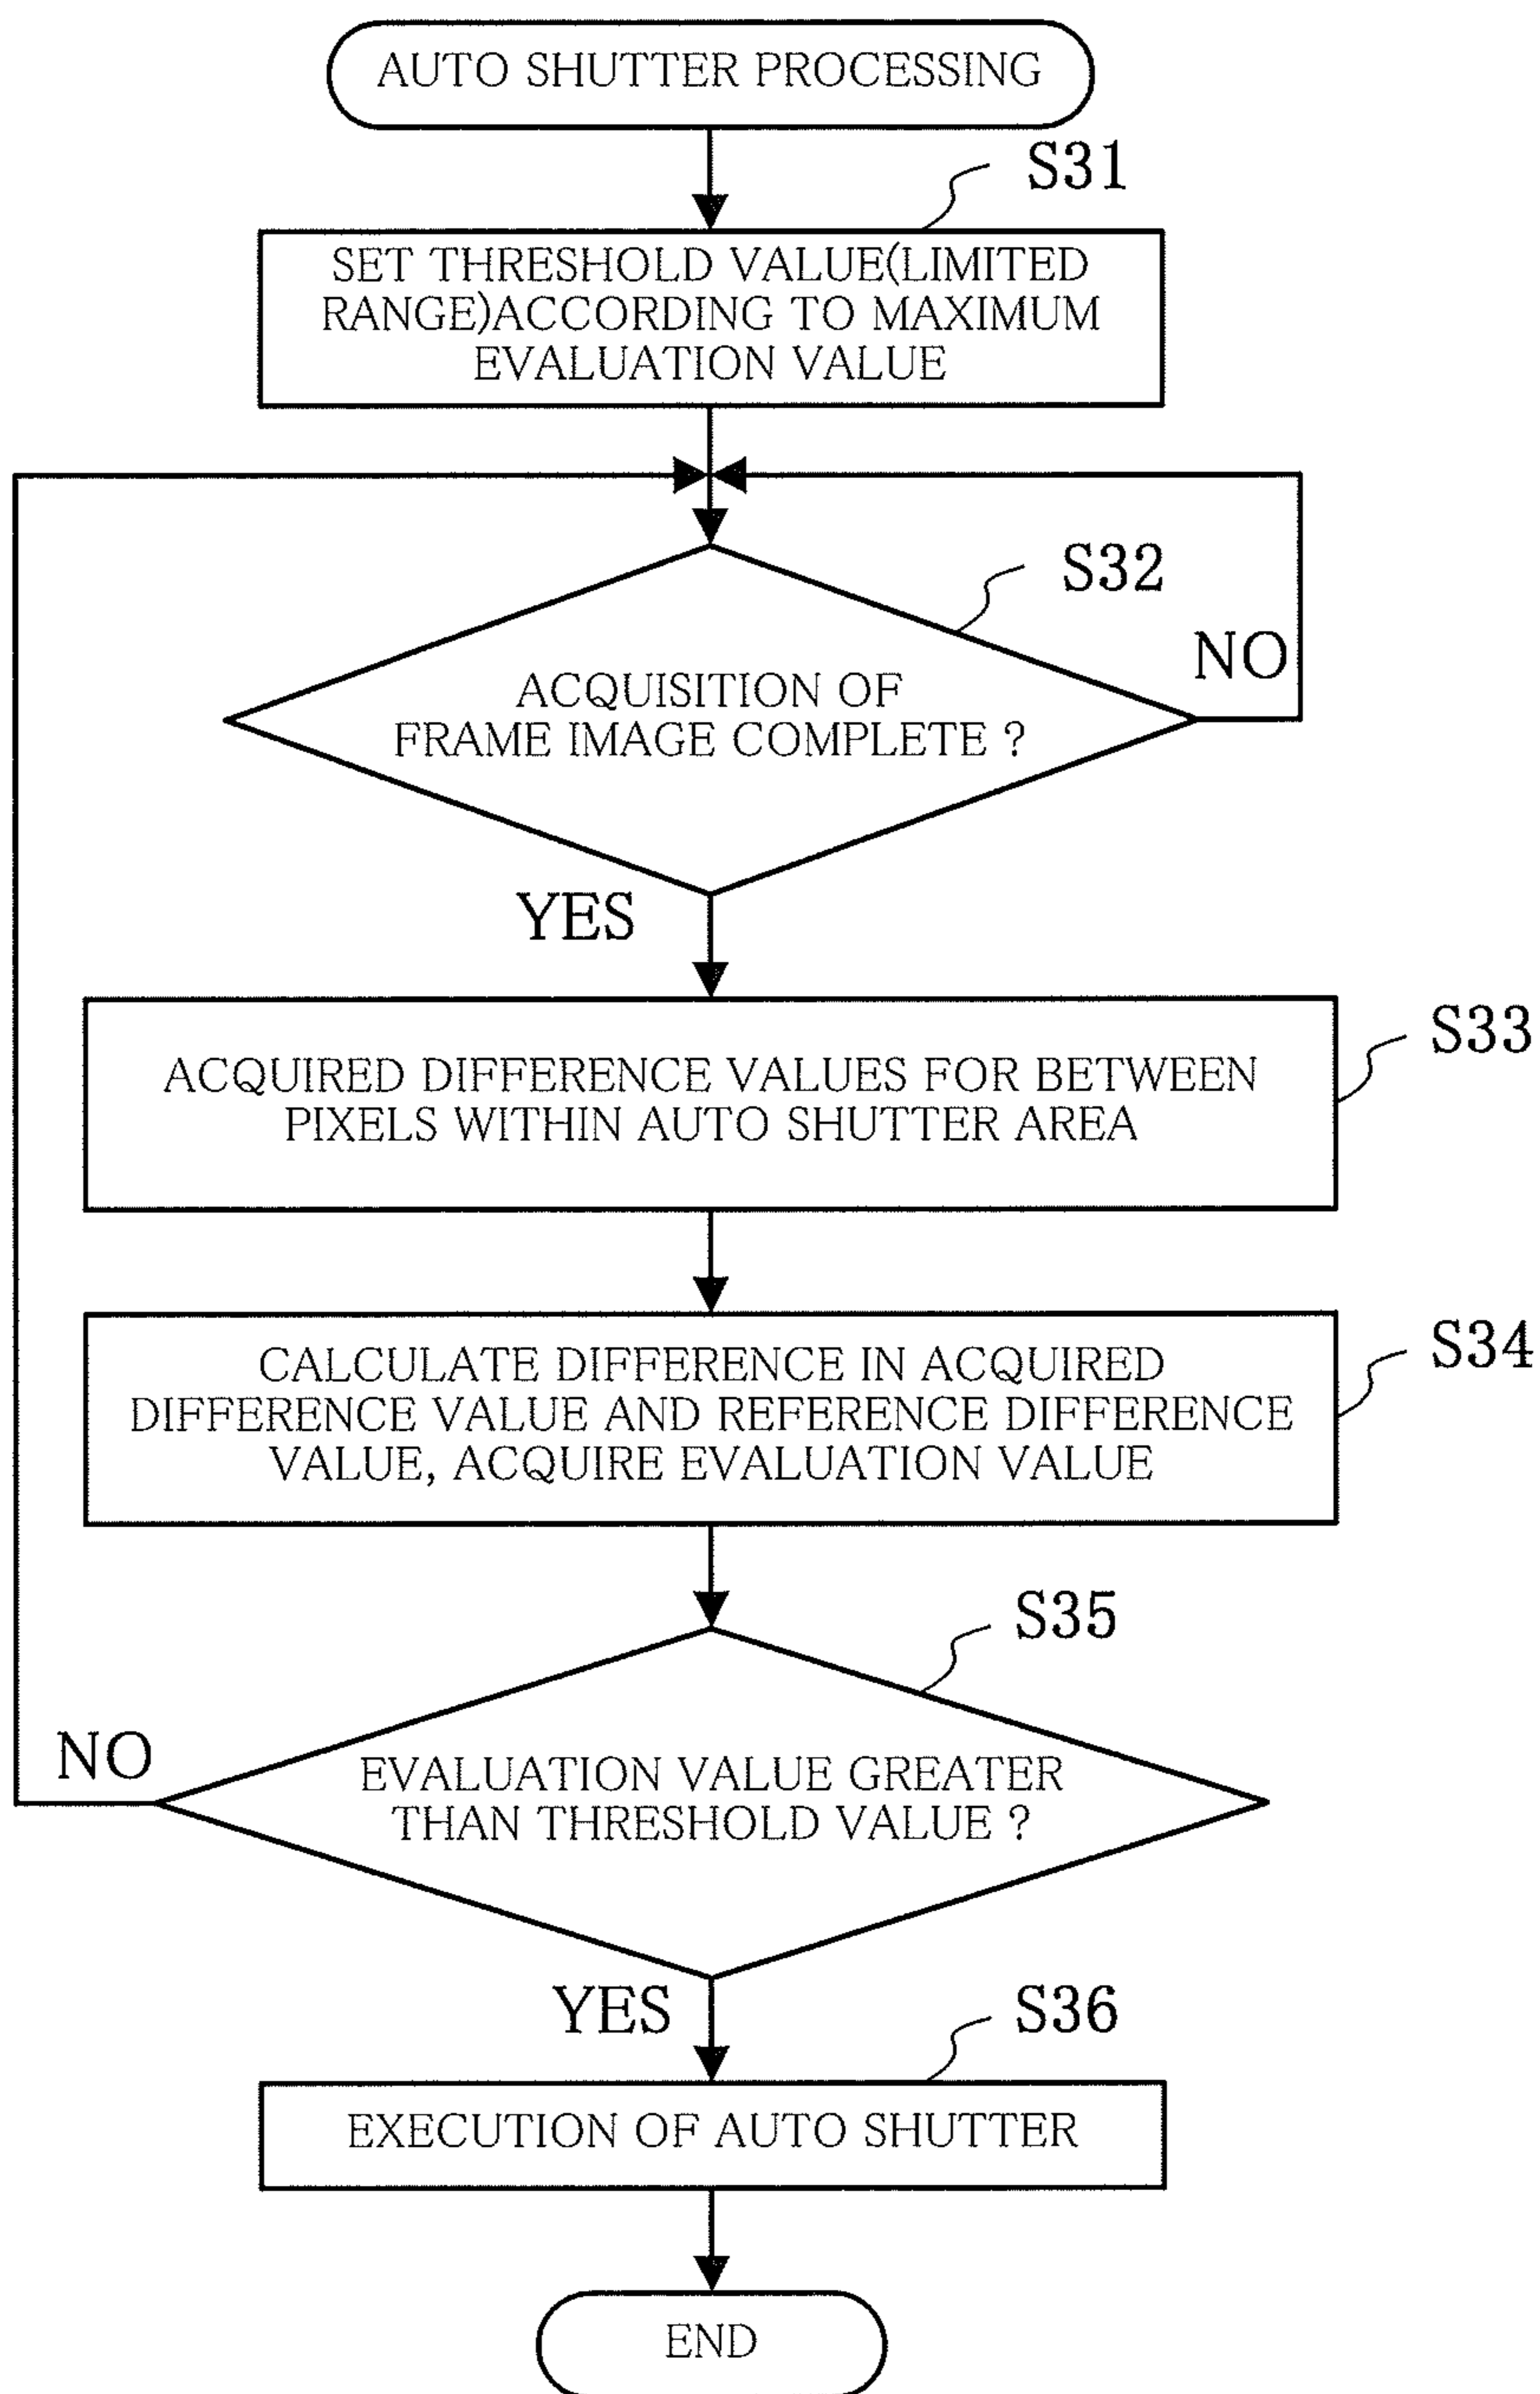 AUTO SHUTTER PROCESSING
S31
SET THRESHOLD VALUE(LIMITED
RANGE)ACCORDING TO MAXIMUM
EVALUATION VALUE
S32
NO
ACQUISITION OF
FRAME IMAGE COMPLETE ?
YES
S33
ACQUIRED DIFFERENCE VALUES FOR BETWEEN
PIXELS WITHIN AUTO SHUTTER AREA
S34
CALCULATE DIFFERENCE IN ACQUIRED
DIFFERENCE VALUE AND REFERENCE DIFFERENCE
VALUE, ACQUIRE EVALUATION VALUE
S35
NO
EVALUATION VALUE GREATER
THAN THRESHOLD VALUE ?
YES
S36
EXECUTION OF AUTO SHUTTER
END